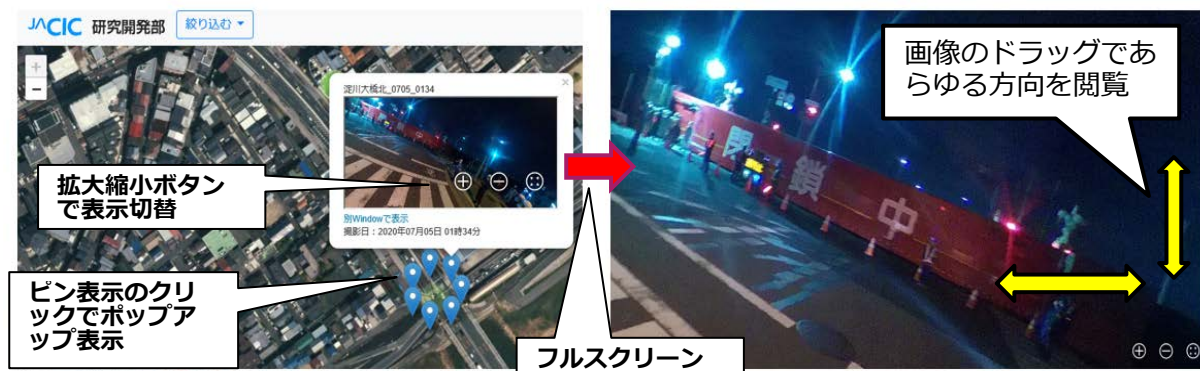 JACIC 研究開発部 絞り込む
淀川大橋北_0705_0134
別Windowで表示
撮影日：2020年07月05日 01時34分
拡大縮小ボタン
で表示切替
ピン表示のクリ
ックでポップア
ップ表示
フルスクリーン
画像のドラッグであ
らゆる方向を閲覧
閉鎖中